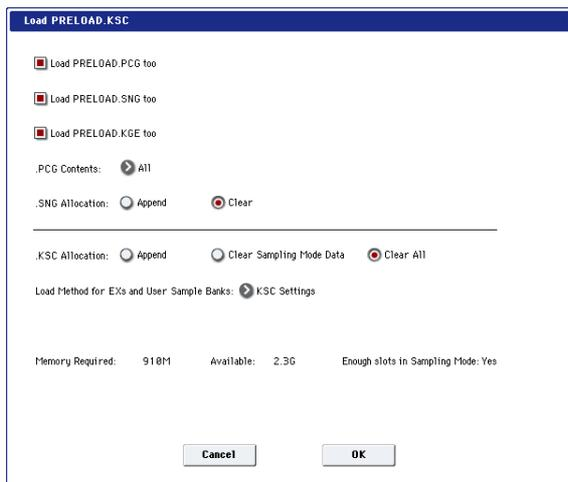 Load PRELOAD.KSC
Load PRELOAD.PCG too
Load PRELOAD.SNG too
Load PRELOAD.KGE too
.PCG Contents: All
.SNG Allocation: Append Clear
.KSC Allocation: Append Clear Sampling Mode Data Clear All
Load Method for EXs and User Sample Banks: KSC Settings
Memory Required: 910M Available: 2.3G Enough slots in Sampling Mode: Yes
Cancel OK